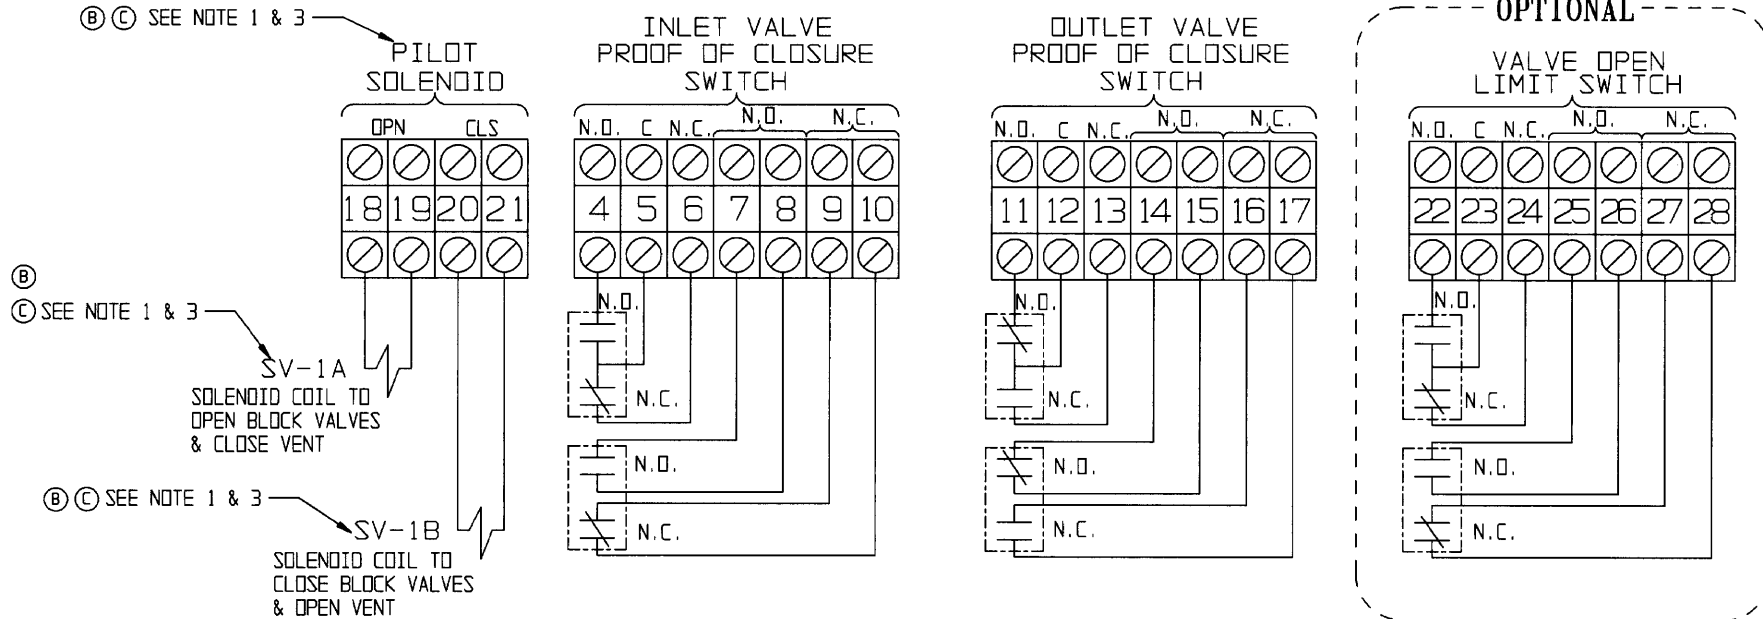 Ⓑ Ⓒ SEE NOTE 1 & 3
PILOT
SOLENOID
OPN CLS
18 19 20 21
Ⓑ
Ⓒ SEE NOTE 1 & 3
SV-1A
SOLENOID COIL TO
OPEN BLOCK VALVES
& CLOSE VENT
Ⓑ Ⓒ SEE NOTE 1 & 3
SV-1B
SOLENOID COIL TO
CLOSE BLOCK VALVES
& OPEN VENT
INLET VALVE
PROOF OF CLOSURE
SWITCH
N.O. C N.C. N.O. N.C.
4 5 6 7 8 9 10
N.O.
N.C.
N.O.
N.C.
OUTLET VALVE
PROOF OF CLOSURE
SWITCH
N.O. C N.C. N.O. N.C.
11 12 13 14 15 16 17
N.O.
N.C.
N.O.
N.C.
OPTIONAL
VALVE OPEN
LIMIT SWITCH
N.O. C N.C. N.O. N.C.
22 23 24 25 26 27 28
N.O.
N.C.
N.O.
N.C.